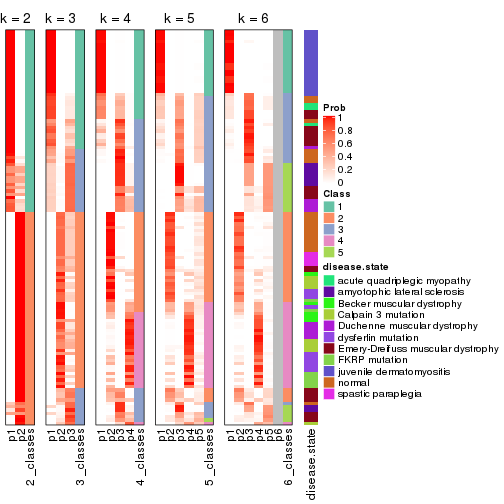 k = 2
k = 3
k = 4
k = 5
k = 6
Prob
1
0.8
0.6
0.4
0.2
0
Class
1
2
3
4
5
disease.state
acute quadriplegic myopathy
amyotophic lateral sclerosis
Becker muscular dystrophy
Calpain 3 mutation
Duchenne muscular dystrophy
dysferlin mutation
Emery-Dreifuss muscular dystrophy
FKRP mutation
juvenile dermatomyositis
normal
spastic paraplegia
p1
p2
2_classes
p1
p2
p3
3_classes
p1
p2
p3
p4
4_classes
p1
p2
p3
p4
p5
5_classes
p1
p2
p3
p4
p5
p6
6_classes
disease.state